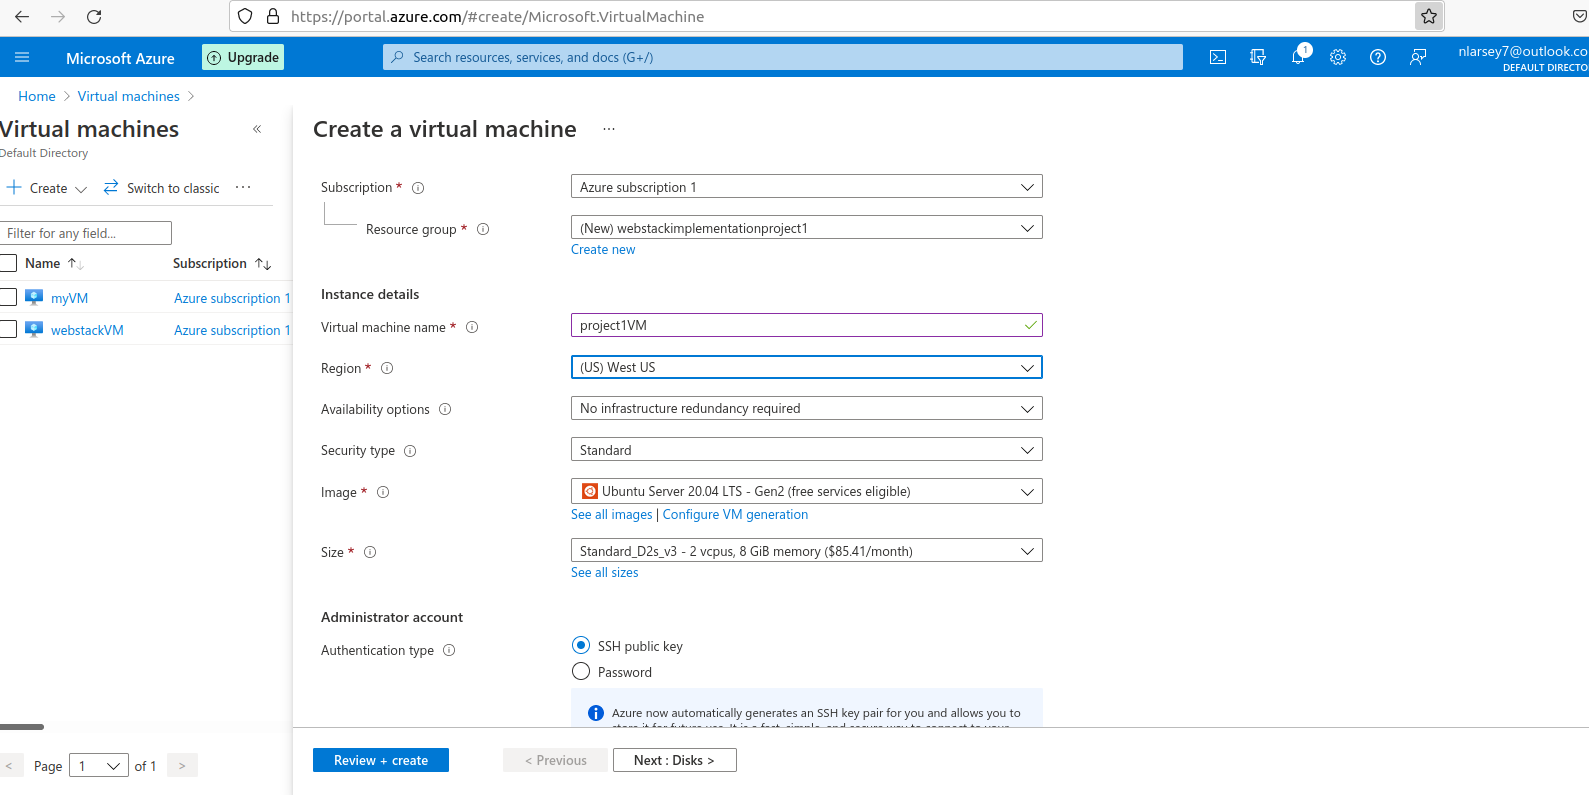 https://portal.azure.com/#create/Microsoft.VirtualMachine
Microsoft Azure
Upgrade
Search resources, services, and docs (G+/)
1
nlarsey7@outlook.co
DEFAULT DIRECTO
Home > Virtual machines >
Virtual machines
«
Default Directory
Create
Switch to classic
...
Filter for any field...
Name
Subscription
myVM
Azure subscription 1
webstackVM
Azure subscription 1
< Page 1 of 1 >
Create a virtual machine
...
Subscription *
Azure subscription 1
Resource group *
(New) webstackimplementationproject1
Create new
Instance details
Virtual machine name *
project1VM
Region *
(US) West US
Availability options
No infrastructure redundancy required
Security type
Standard
Image *
Ubuntu Server 20.04 LTS - Gen2 (free services eligible)
See all images | Configure VM generation
Size *
Standard_D2s_v3 - 2 vcpus, 8 GiB memory ($85.41/month)
See all sizes
Administrator account
Authentication type
SSH public key
Password
Azure now automatically generates an SSH key pair for you and allows you to
Review + create
< Previous
Next : Disks >